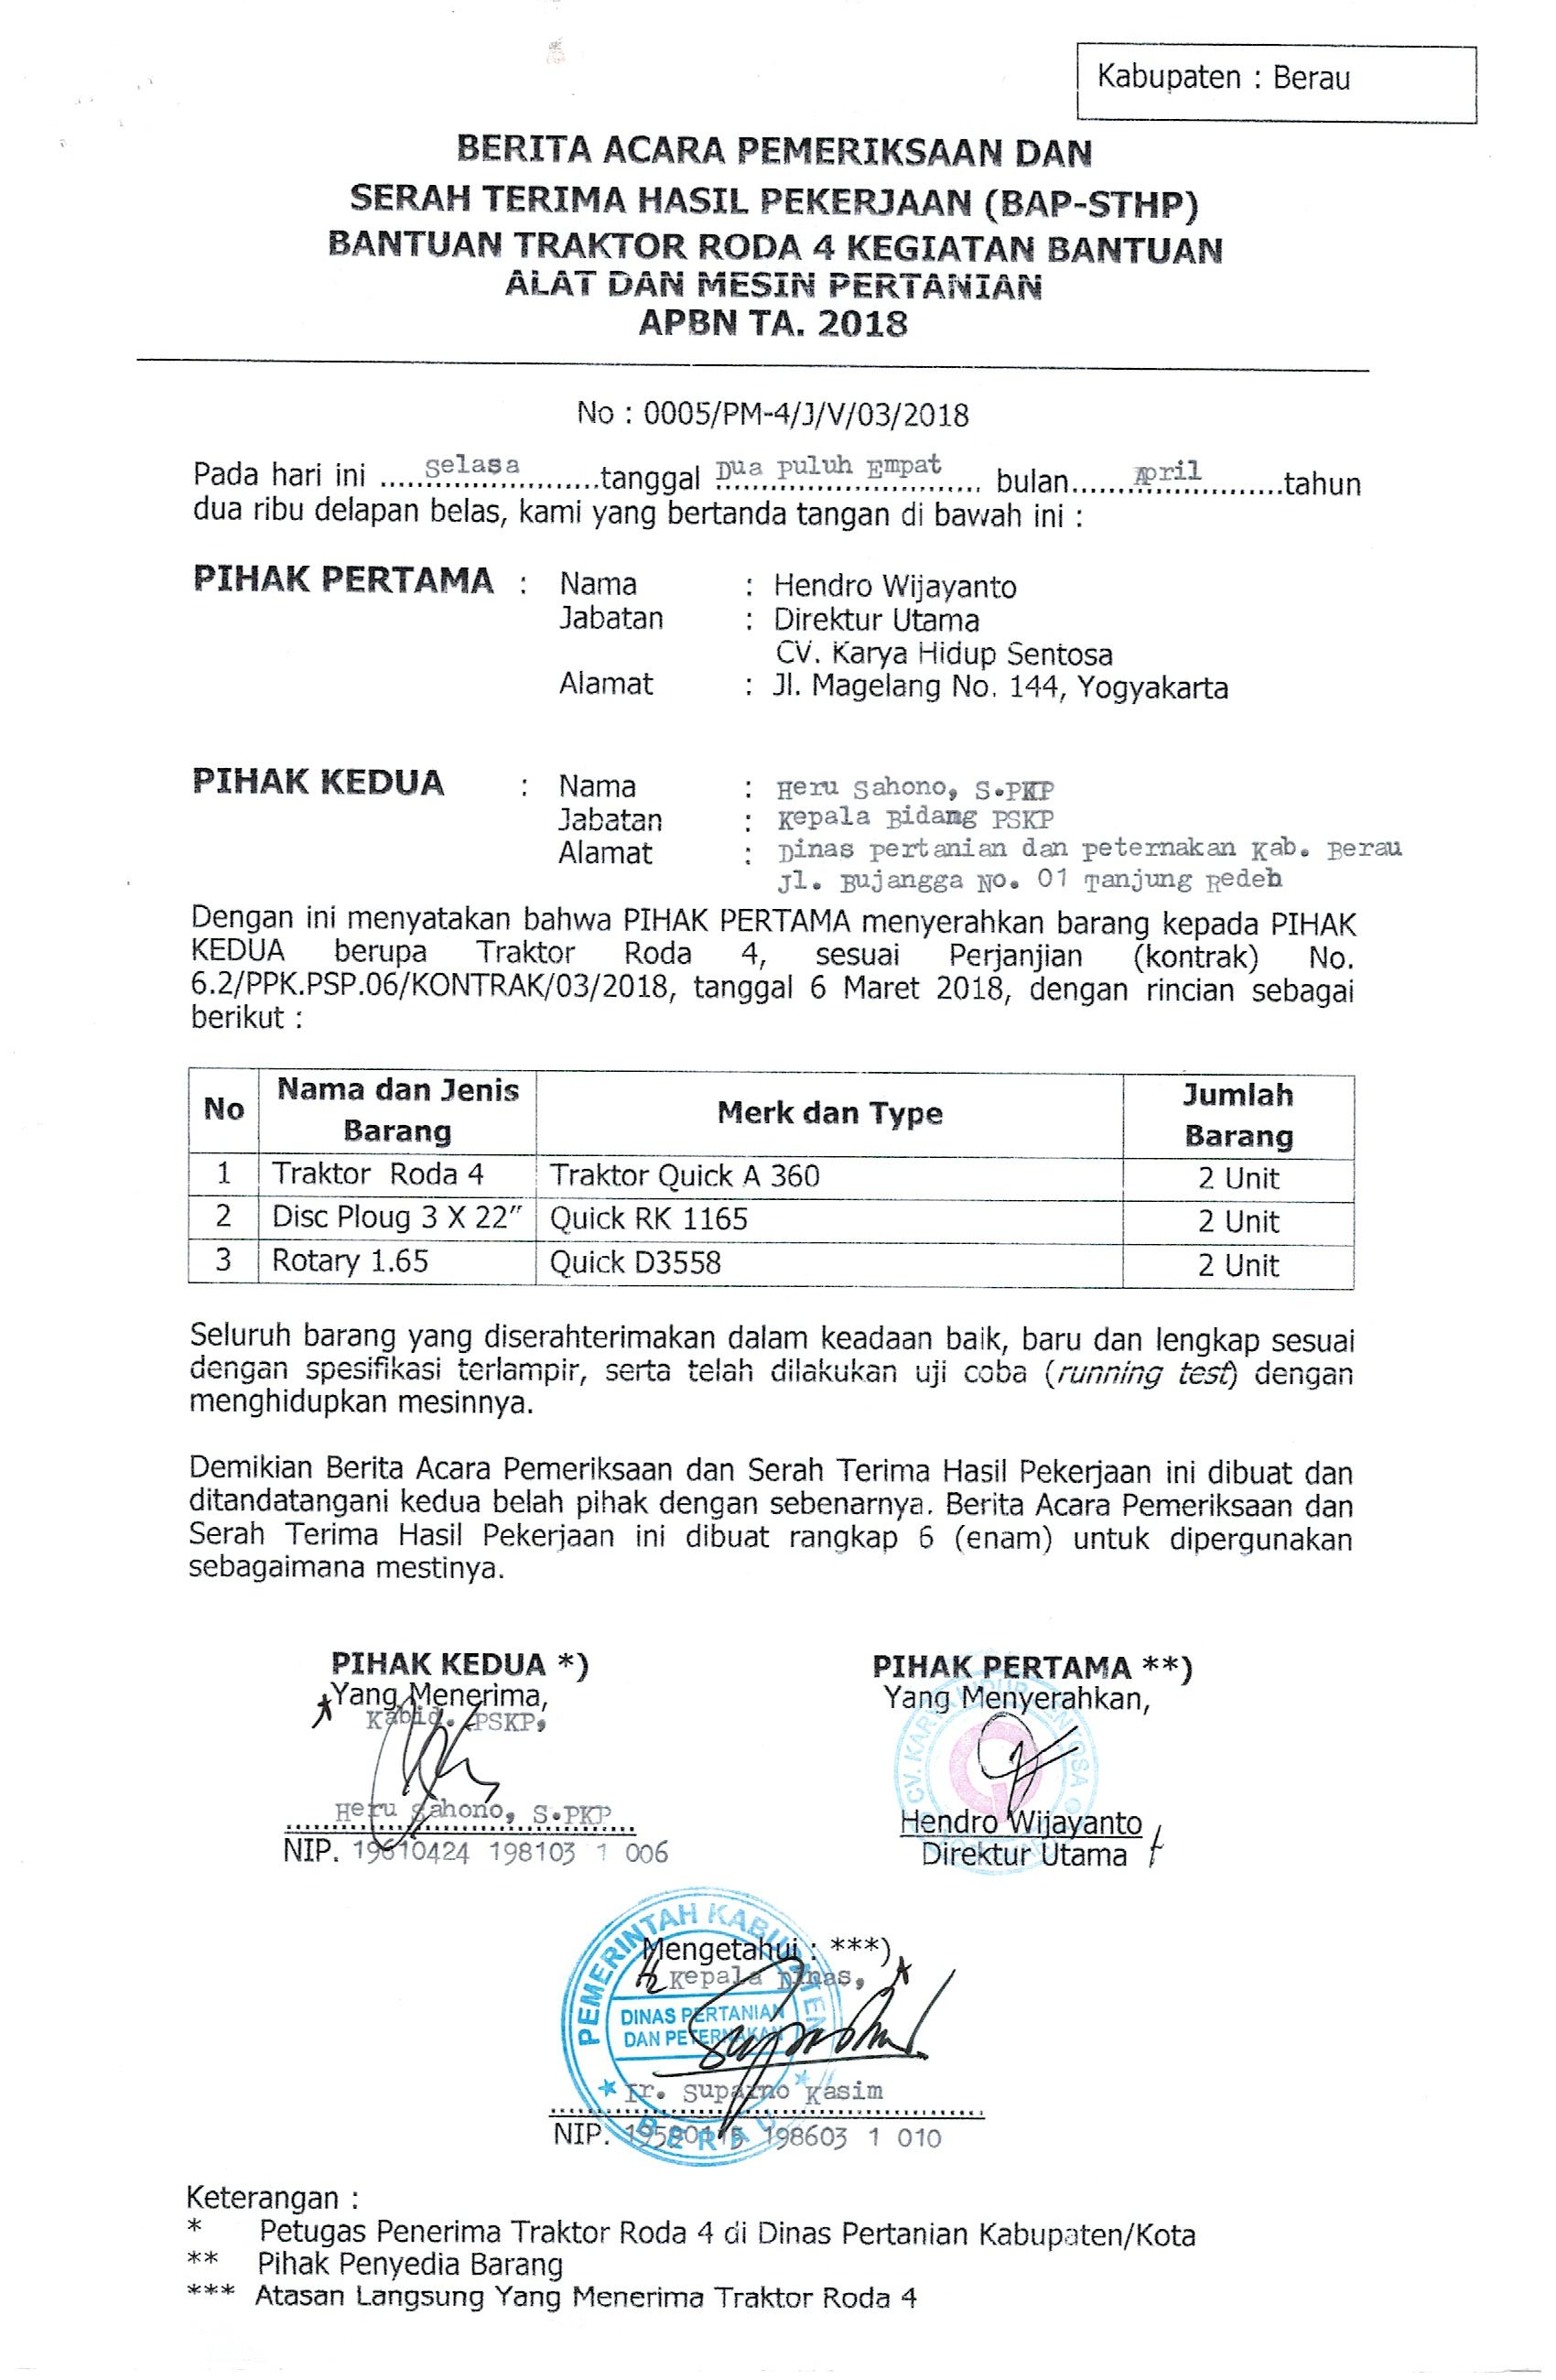 Kabupaten : Berau
BERITA ACARA PEMERIKSAAN DAN
SERAH TERIMA HASIL PEKERJAAN (BAP-STHP)
BANTUAN TRAKTOR RODA 4 KEGIATAN BANTUAN
ALAT DAN MESIN PERTANIAN
APBN TA. 2018
No : 0005/PM-4/J/V/03/2018
Pada hari ini ....Selasa....tanggal Dua Puluh Empat.... bulan....April....tahun
dua ribu delapan belas, kami yang bertanda tangan di bawah ini :
PIHAK PERTAMA : Nama : Hendro Wijayanto
Jabatan : Direktur Utama
CV. Karya Hidup Sentosa
Alamat : Jl. Magelang No. 144, Yogyakarta
PIHAK KEDUA : Nama : Heru Sahono, S.PKP
Jabatan : Kepala Bidang PSKP
Alamat : Dinas Pertanian dan Peternakan Kab. Berau
Jl. Bujangga No. 01 Tanjung Redeb
Dengan ini menyatakan bahwa PIHAK PERTAMA menyerahkan barang kepada PIHAK
KEDUA berupa Traktor Roda 4, sesuai Perjanjian (kontrak) No.
6.2/PPK.PSP.06/KONTRAK/03/2018, tanggal 6 Maret 2018, dengan rincian sebagai
berikut :
No Nama dan Jenis Barang Merk dan Type Jumlah Barang
1 Traktor Roda 4 Traktor Quick A 360 2 Unit
2 Disc Ploug 3 X 22" Quick RK 1165 2 Unit
3 Rotary 1.65 Quick D3558 2 Unit
Seluruh barang yang diserahterimakan dalam keadaan baik, baru dan lengkap sesuai
dengan spesifikasi terlampir, serta telah dilakukan uji coba (running test) dengan
menghidupkan mesinnya.
Demikian Berita Acara Pemeriksaan dan Serah Terima Hasil Pekerjaan ini dibuat dan
ditandatangani kedua belah pihak dengan sebenarnya. Berita Acara Pemeriksaan dan
Serah Terima Hasil Pekerjaan ini dibuat rangkap 6 (enam) untuk dipergunakan
sebagaimana mestinya.
PIHAK KEDUA *)
Yang Menerima,
Kabid. PSKP,
Heru Sahono, S.PKP
NIP. 19610424 198103 1 006
PIHAK PERTAMA **)
Yang Menyerahkan,
CV. KARYA HIDUP SENTOSA
Hendro Wijayanto
Direktur Utama
Mengetahui : ***)
Kepala Dinas,
PEMERINTAH KABUPATEN
DINAS PERTANIAN
DAN PETERNAKAN
BERAU
Ir. Suparno Kasim
NIP. 198603 1 010
Keterangan :
* Petugas Penerima Traktor Roda 4 di Dinas Pertanian Kabupaten/Kota
** Pihak Penyedia Barang
*** Atasan Langsung Yang Menerima Traktor Roda 4